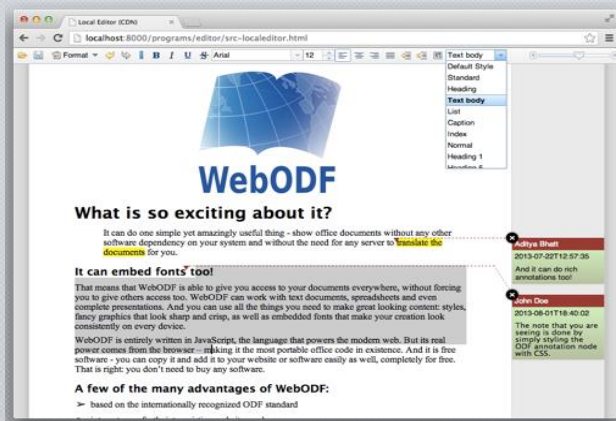 Local Editor (CDN)
localhost:8000/programs/editor/src-localeditor.html
Format
B I U S Arial 12 Text body
Default Style
Standard
Heading
Text body
List
Caption
Index
Normal
Heading 1
WebODF
What is so exciting about it?
It can do one simple yet amazingly useful thing - show office documents without any other
software dependency on your system and without the need for any server to translate the
documents for you.
It can embed fonts too!
That means that WebODF is able to give you access to your documents everywhere, without forcing
you to give others access too. WebODF can work with text documents, spreadsheets and even
complete presentations. And you can use all the things you need to make great looking content: styles,
fancy graphics that look sharp and crisp, as well as embedded fonts that make your creation look
consistently on every device.
WebODF is entirely written in JavaScript, the language that powers the modern web. But its real
power comes from the browser – making it the most portable office code in existence. And it is free
software - you can copy it and add it to your website or software easily as well, completely for free.
That is right: you don't need to buy any software.
A few of the many advantages of WebODF:
➢ based on the internationally recognized ODF standard
Aditya Bhatt
2013-07-22T12:57:35
And it can do rich
annotations too!
John Doe
2013-08-01T18:40:02
The note that you are
seeing is done by
simply styling the
ODF annotation node
with CSS.